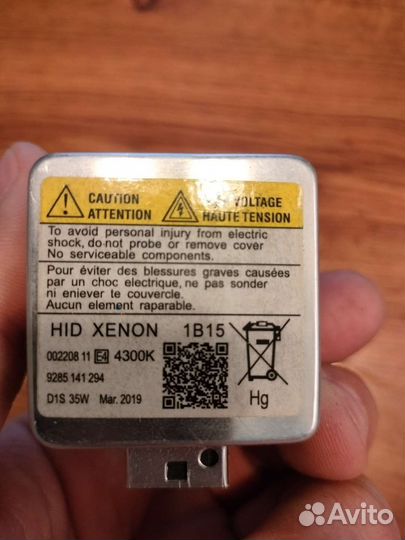 CAUTION
ATTENTION
VOLTAGE
HAUTE TENSION
To avoid personal injury from electric
shock, do not probe or remove cover
No serviceable components.
Pour éviter des blessures graves causées
par un choc electrique, ne pas sonder
ni eniever te couvercle.
Aucun element raparable.
HID XENON 1B15
002208 11 E4 4300K
9285 141 294
D1S 35W Mar. 2019
Hg
Avito